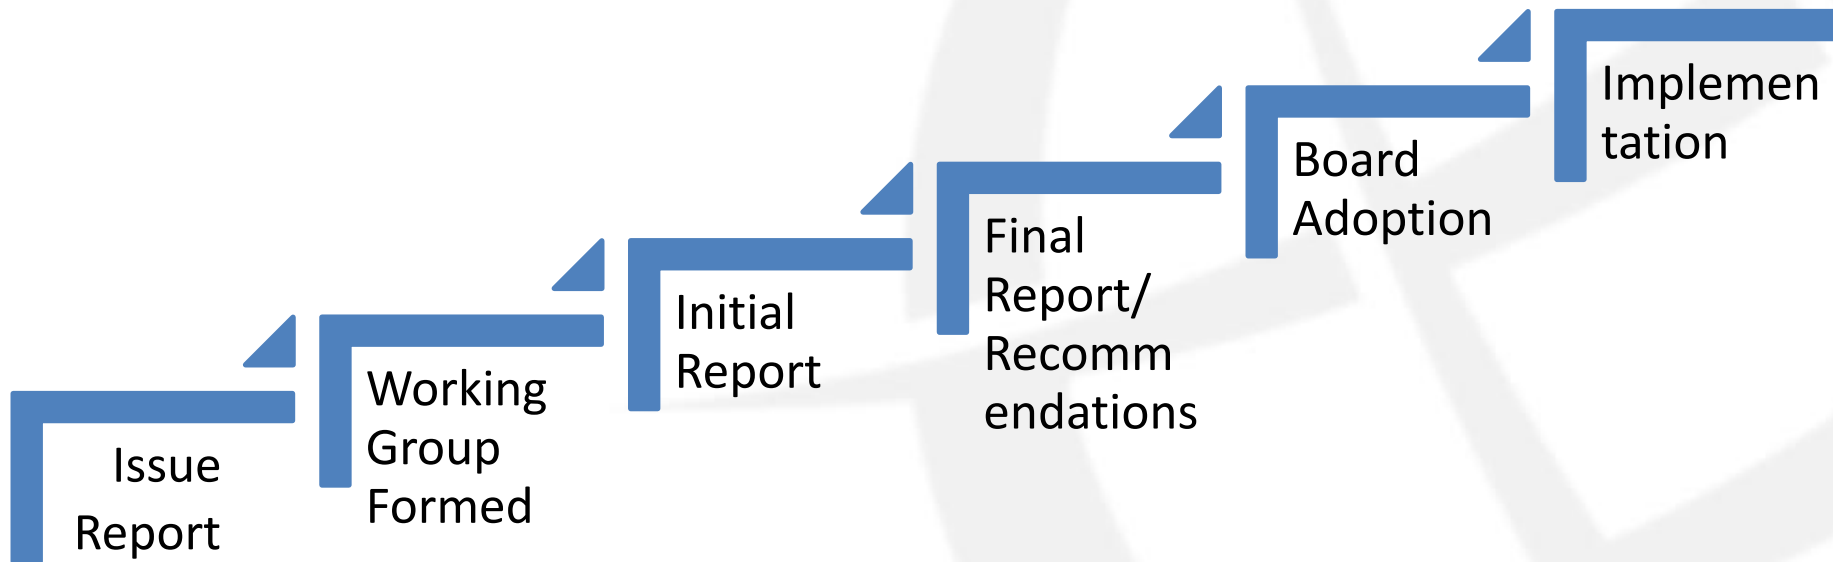 Issue
Report
Working
Group
Formed
Initial
Report
Final
Report/
Recomm
endations
Board
Adoption
Implemen
tation